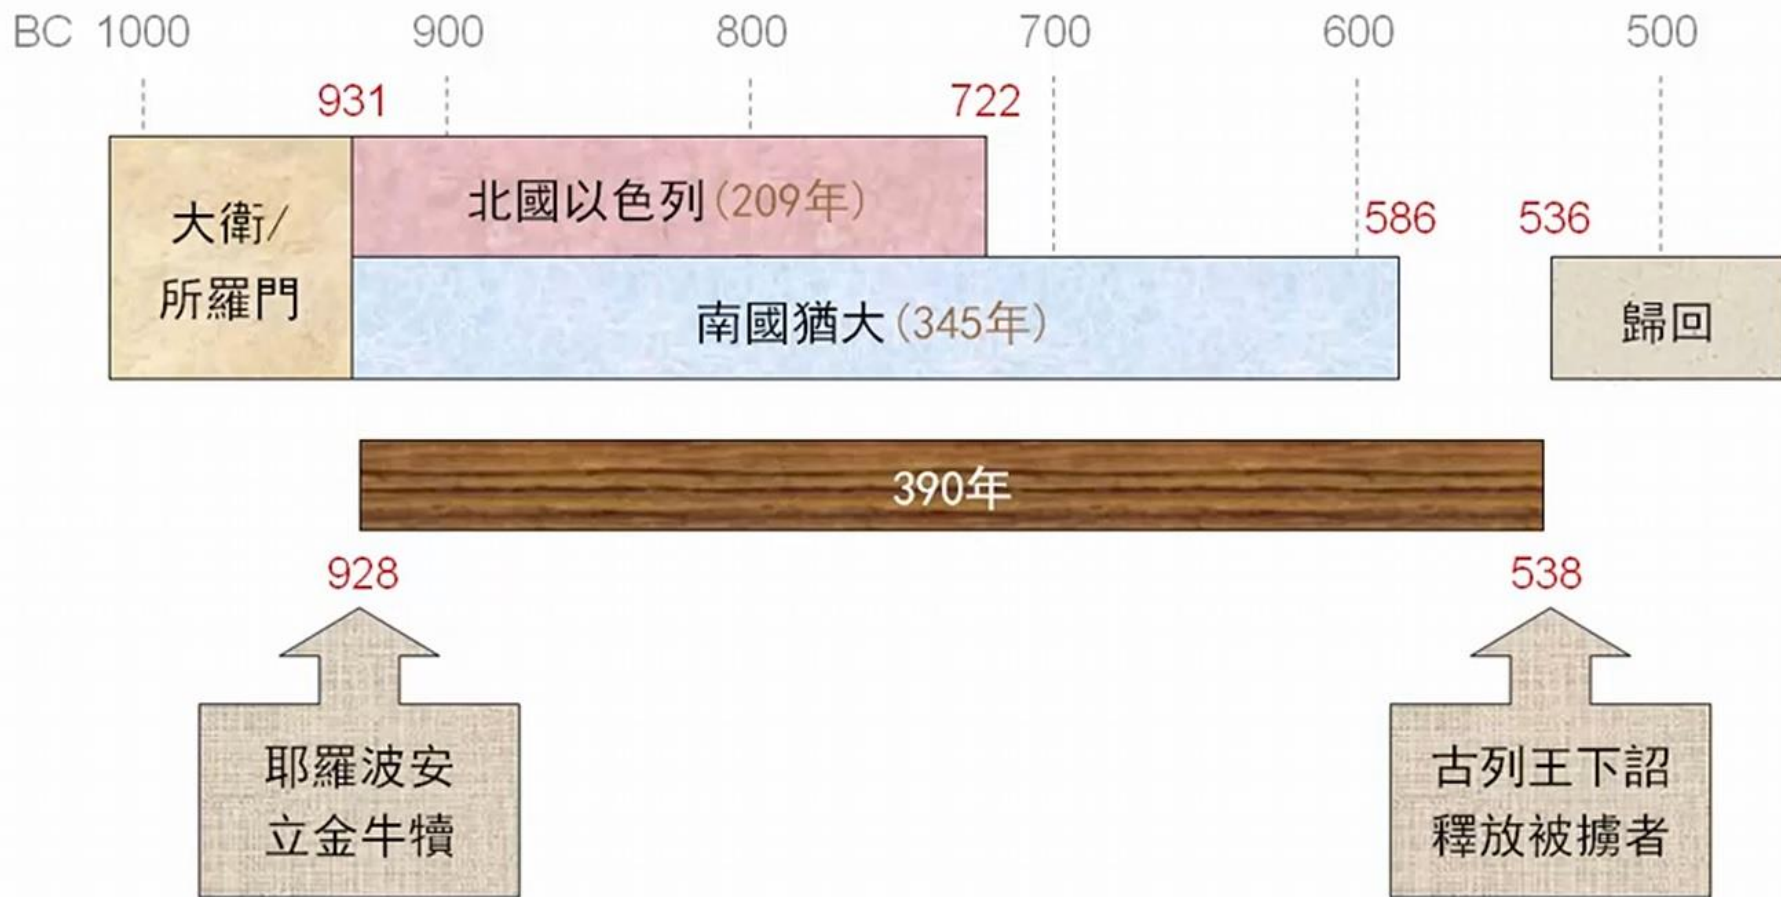 BC 1000 900 800 700 600 500
931 722
北國以色列(209年)
大衛/
所羅門
586 536
南國猶大(345年)
歸回
390年
928 538
耶羅波安
立金牛犢
古列王下詔
釋放被擄者